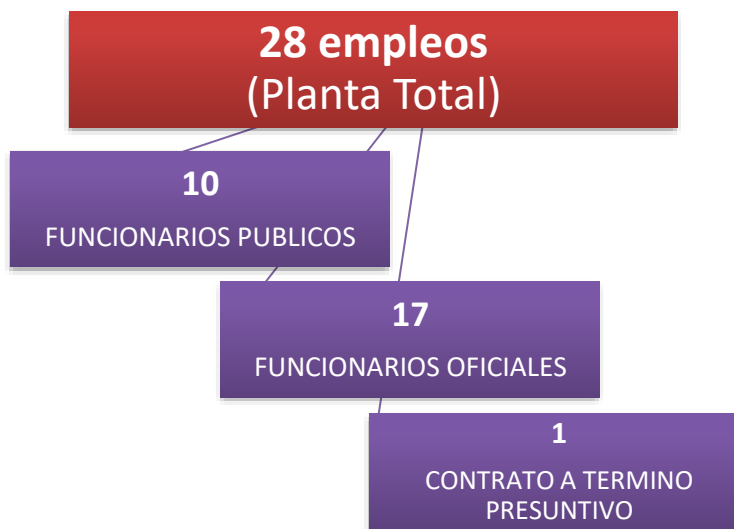 28 empleos
(Planta Total)
10
FUNCIONARIOS PUBLICOS
17
FUNCIONARIOS OFICIALES
1
CONTRATO A TERMINO
PRESUNTIVO